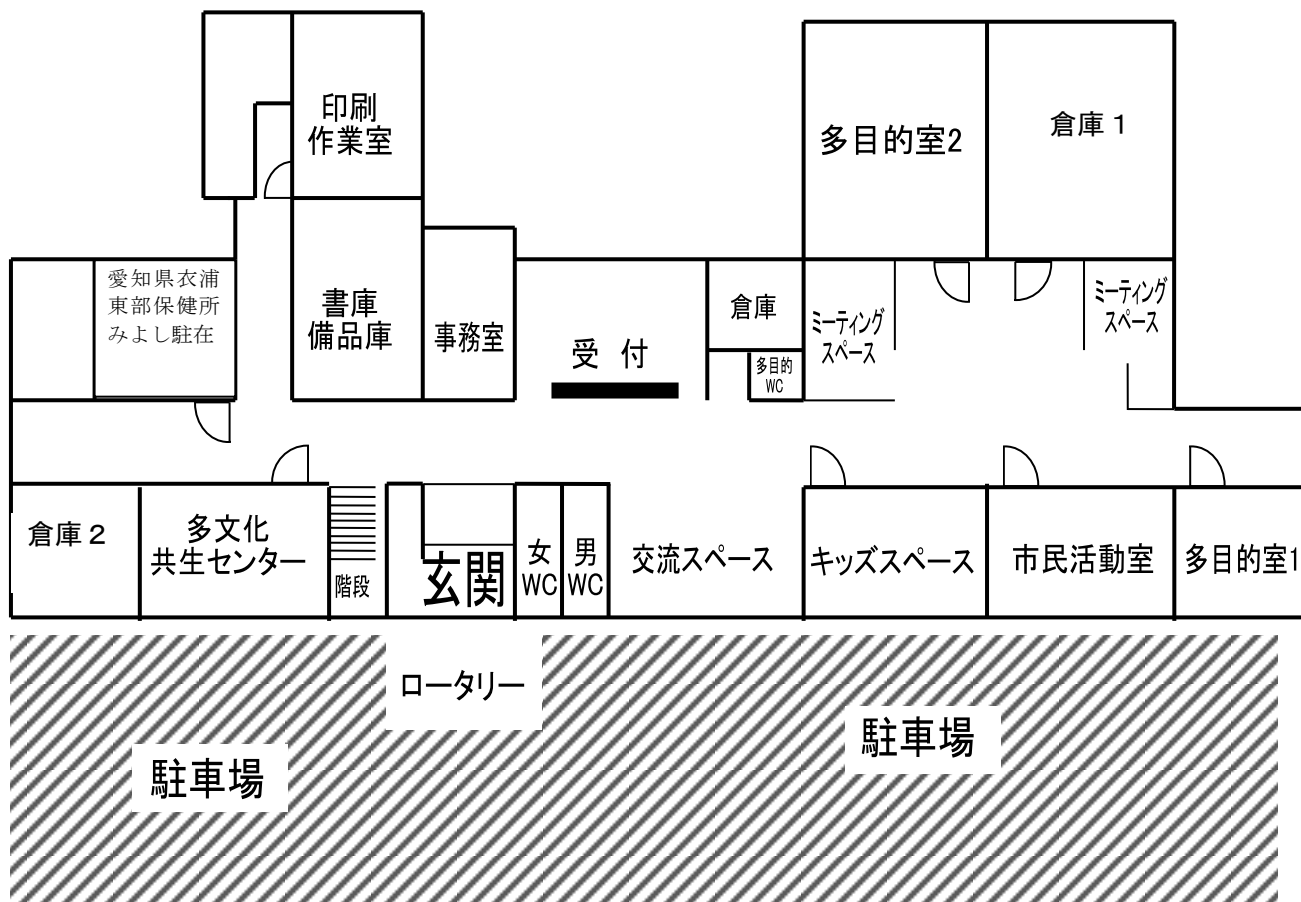 印刷
作業室
多目的室2
倉庫1
愛知県衣浦
東部保健所
みよし駐在
書庫
備品庫
事務室
受 付
倉庫
多目的
WC
ミーティング
スペース
ミーティング
スペース
倉庫2
多文化
共生センター
階段
玄関
女
WC
男
WC
交流スペース
キッズスペース
市民活動室
多目的室1
ロータリー
駐車場
駐車場